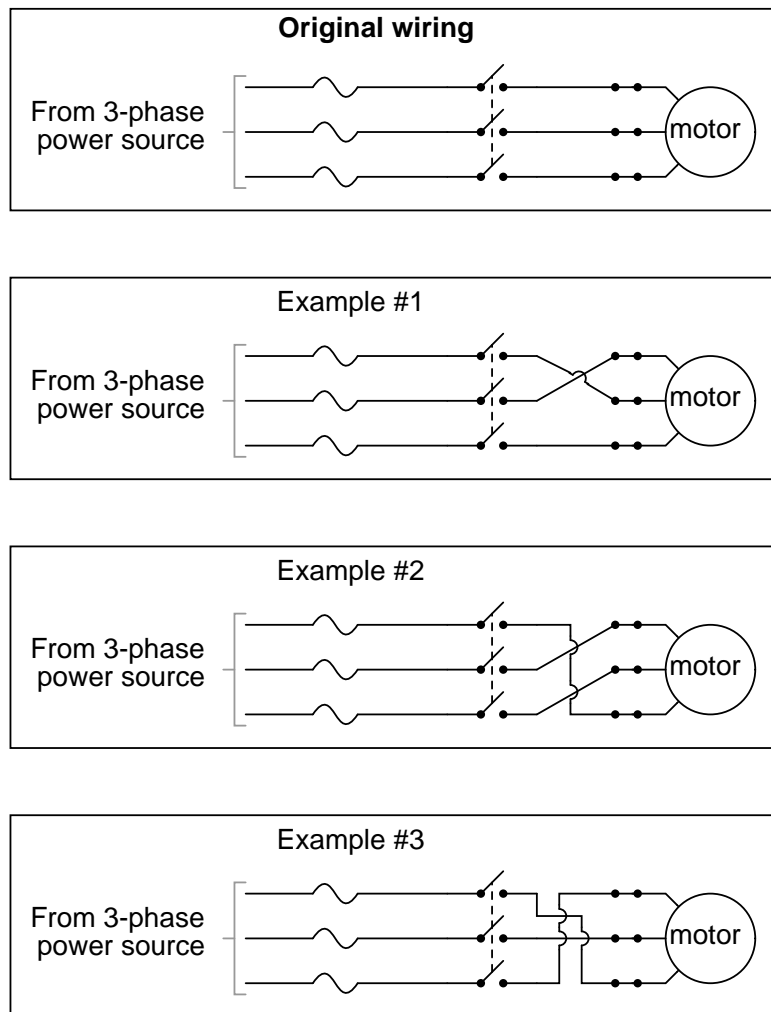 Original wiring
From 3-phase
power source
motor
Example #1
From 3-phase
power source
motor
Example #2
From 3-phase
power source
motor
Example #3
From 3-phase
power source
motor